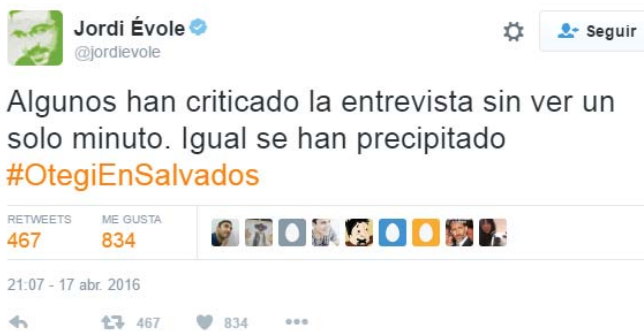 Jordi Évole
@jordievole
Seguir
Algunos han criticado la entrevista sin ver un
solo minuto. Igual se han precipitado
#OtegiEnSalvados
RETWEETS ME GUSTA
467 834
21:07 - 17 abr. 2016
467 834